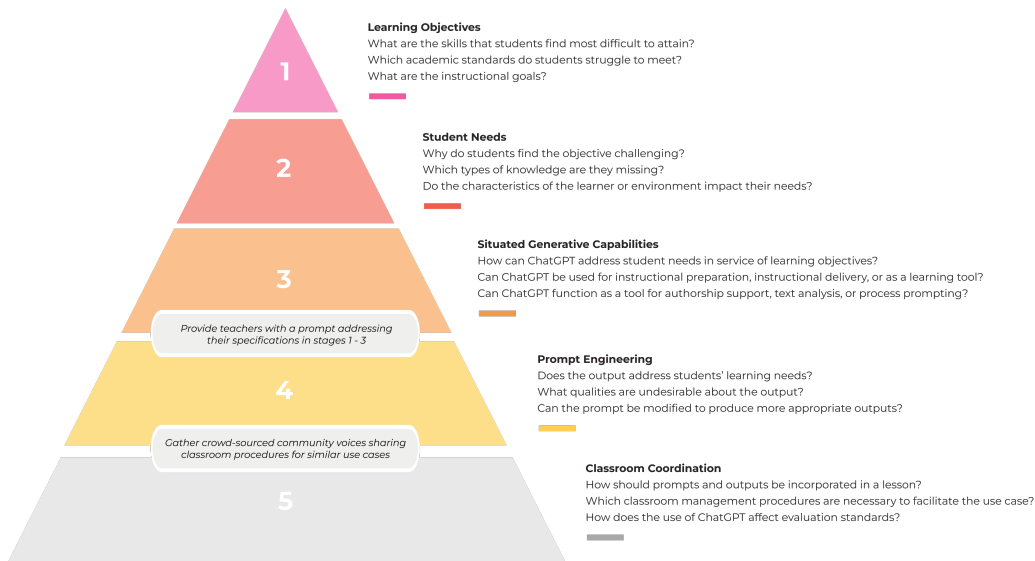 1
Learning Objectives
What are the skills that students find most difficult to attain?
Which academic standards do students struggle to meet?
What are the instructional goals?
2
Student Needs
Why do students find the objective challenging?
Which types of knowledge are they missing?
Do the characteristics of the learner or environment impact their needs?
3
Situated Generative Capabilities
How can ChatGPT address student needs in service of learning objectives?
Can ChatGPT be used for instructional preparation, instructional delivery, or as a learning tool?
Can ChatGPT function as a tool for authorship support, text analysis, or process prompting?
Provide teachers with a prompt addressing
their specifications in stages 1 - 3
4
Prompt Engineering
Does the output address students’ learning needs?
What qualities are undesirable about the output?
Can the prompt be modified to produce more appropriate outputs?
Gather crowd-sourced community voices sharing
classroom procedures for similar use cases
5
Classroom Coordination
How should prompts and outputs be incorporated in a lesson?
Which classroom management procedures are necessary to facilitate the use case?
How does the use of ChatGPT affect evaluation standards?